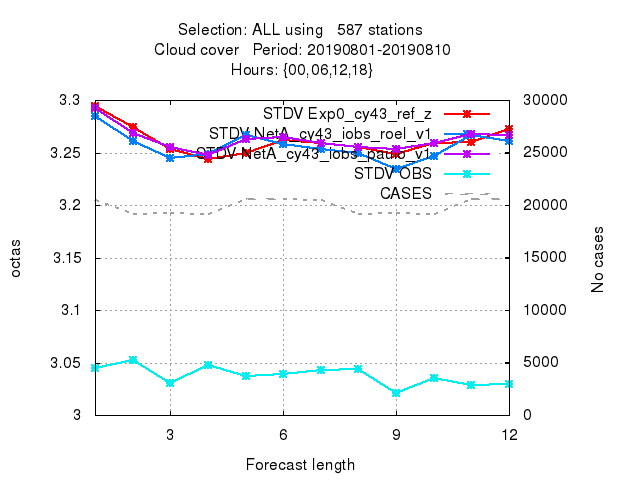 Selection: ALL using   587 stations
Cloud cover   Period: 20190801-20190810
Hours: {00,06,12,18}
3.3
30000
STDV Exp0_cy43_ref_z
STDV NetA_cy43_iobs_roel_v1
3.25
STDV NetA_cy43_iobs_paulo_v1
25000
STDV OBS
CASES
3.2
20000
octas
No cases
3.15
15000
3.1
10000
3.05
5000
3
0
3 6 9 12
Forecast length